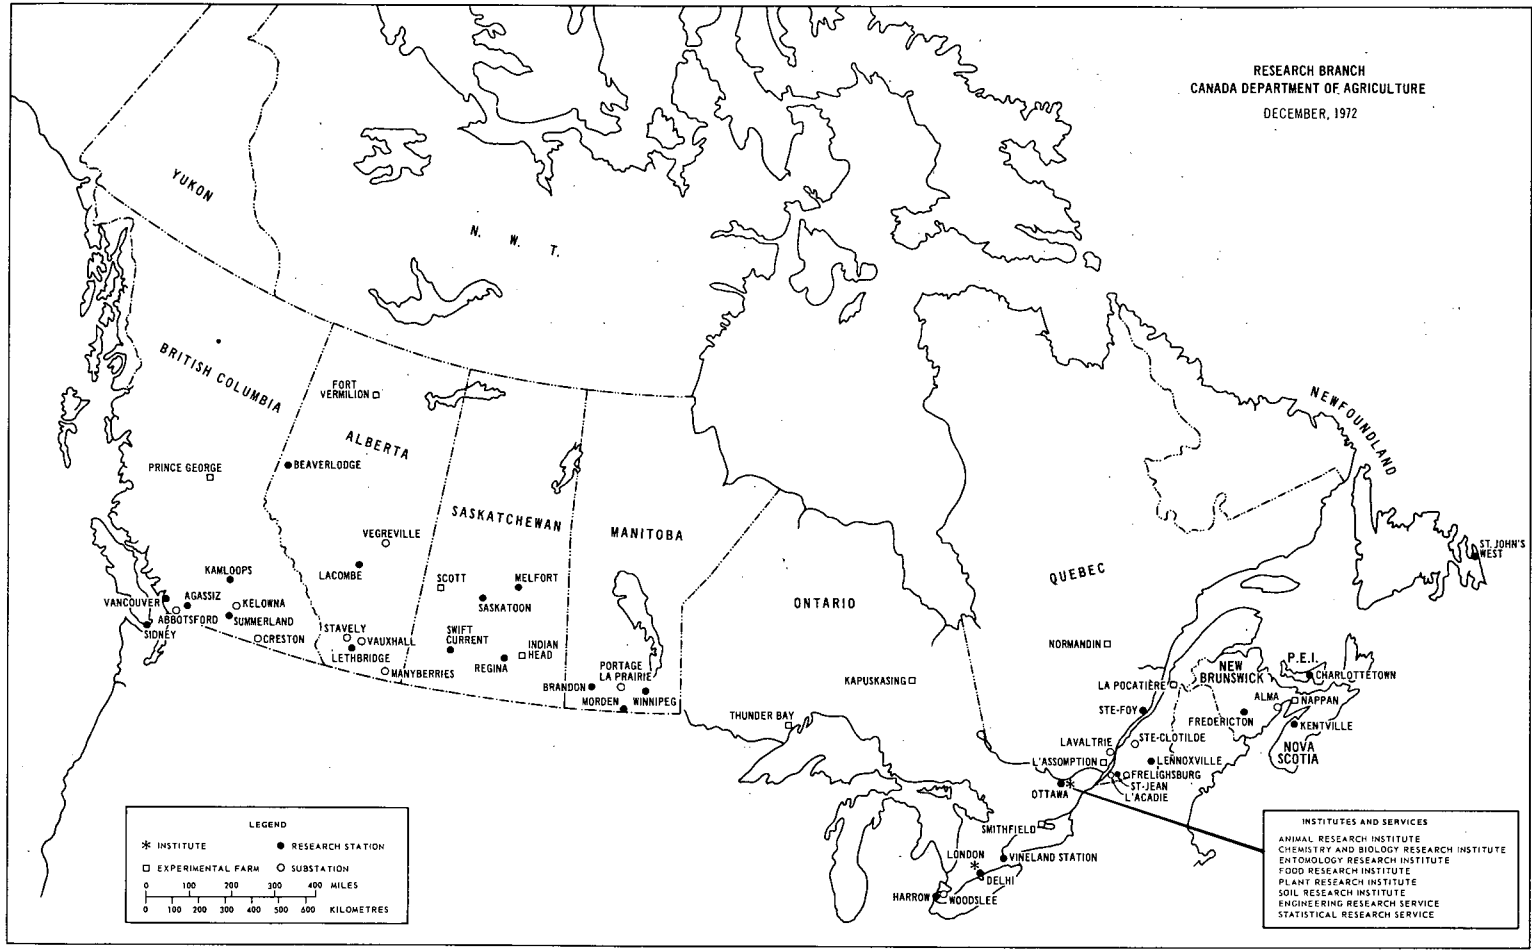 RESEARCH BRANCH
CANADA DEPARTMENT OF AGRICULTURE
DECEMBER, 1972
YUKON
N. W. T.
BRITISH COLUMBIA
FORT
VERMILION
ALBERTA
BEAVERLODGE
PRINCE GEORGE
NEWFOUNDLAND
SASKATCHEWAN
MANITOBA
VEGREVILLE
ST. JOHN'S
WEST
LACOMBE
KAMLOOPS
SCOTT
MELFORT
QUEBEC
VANCOUVER
AGASSIZ
KELOWNA
SASKATOON
ONTARIO
ABBOTSFORD
SUMMERLAND
SIDNEY
CRESTON
STAVELY
VAUXHALL
SWIFT
CURRENT
INDIAN
HEAD
NORMANDIN
LETHBRIDGE
MANYBERRIES
REGINA
PORTAGE
LA PRAIRIE
P.E.I.
NEW
BRUNSWICK
CHARLOTTETOWN
BRANDON
KAPUSKASING
LA POCATIÈRE
MORDEN
WINNIPEG
ALMA
NAPPAN
THUNDER BAY
STE-FOY
FREDERICTON
KENTVILLE
LAVALTRIE
STE-CLOTILDE
NOVA
SCOTIA
L'ASSOMPTION
LENNOXVILLE
FRELIGHSBURG
OTTAWA
ST-JEAN
L'ACADIE
SMITHFIELD
LONDON
VINELAND STATION
DELHI
HARROW
WOODSLEE
LEGEND
* INSTITUTE
RESEARCH STATION
EXPERIMENTAL FARM
SUBSTATION
0 100 200 300 400 MILES
0 100 200 300 400 500 600 KILOMETRES
INSTITUTES AND SERVICES
ANIMAL RESEARCH INSTITUTE
CHEMISTRY AND BIOLOGY RESEARCH INSTITUTE
ENTOMOLOGY RESEARCH INSTITUTE
FOOD RESEARCH INSTITUTE
PLANT RESEARCH INSTITUTE
SOIL RESEARCH INSTITUTE
ENGINEERING RESEARCH SERVICE
STATISTICAL RESEARCH SERVICE